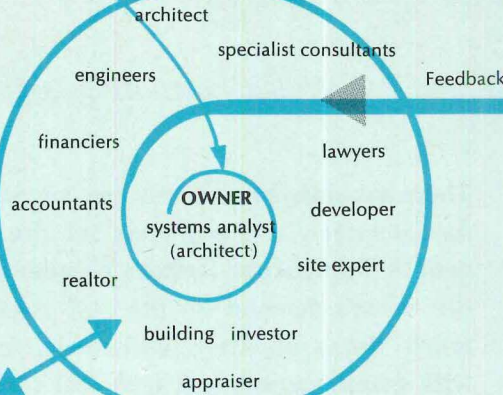 architect
specialist consultants
engineers
Feedback
financiers
lawyers
accountants
OWNER
systems analyst
(architect)
developer
site expert
realtor
building investor
appraiser